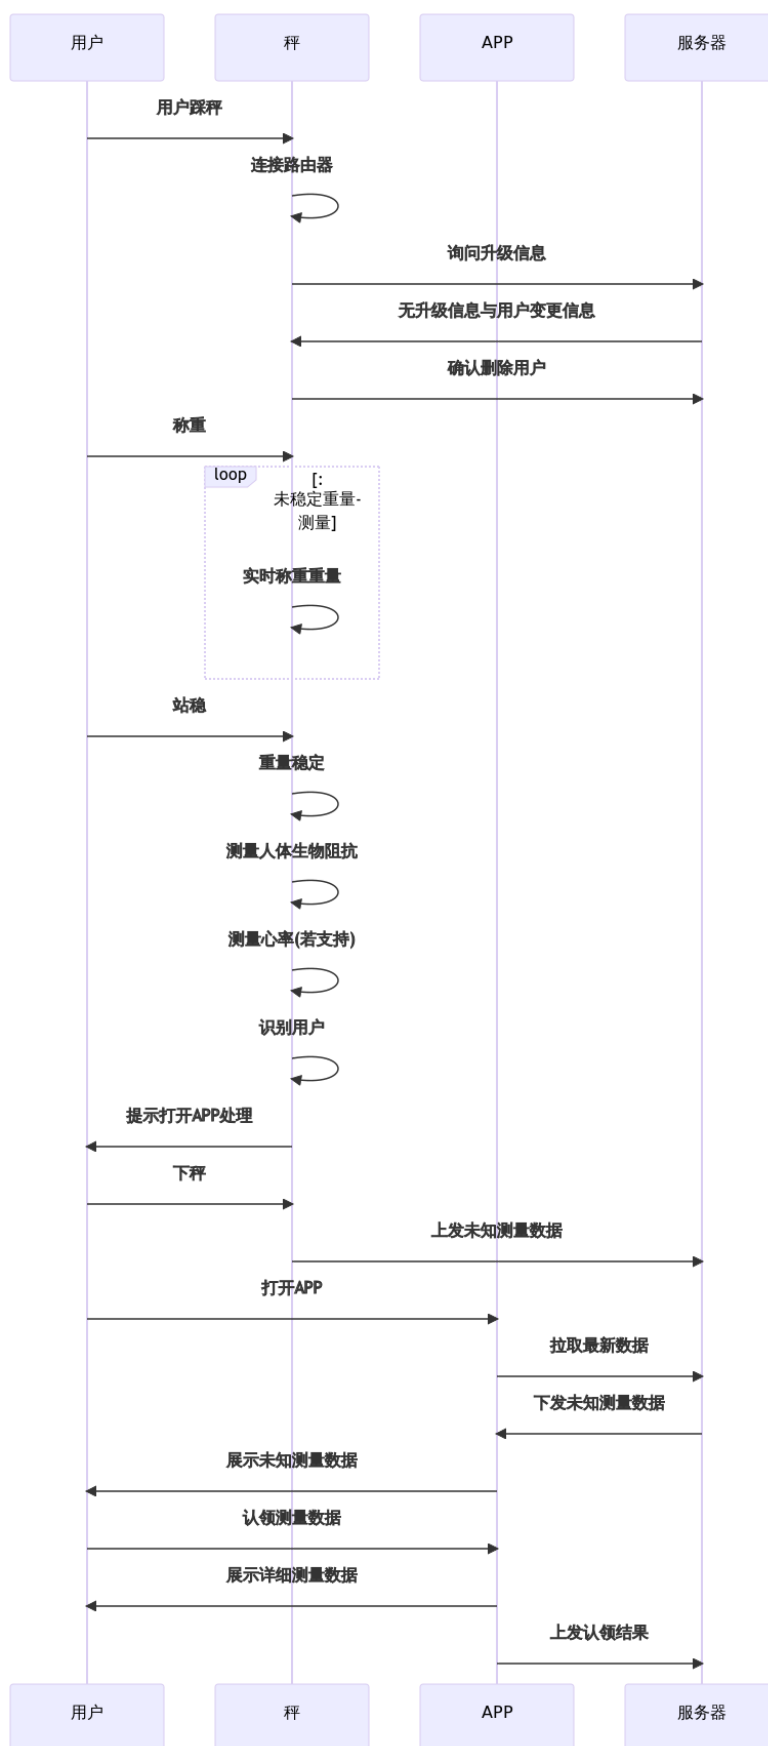 用户
秤
APP
服务器
用户踩秤
连接路由器
询问升级信息
无升级信息与用户变更信息
确认删除用户
称重
loop
[:
未稳定重量-
测量]
实时称重重量
站稳
重量稳定
测量人体生物阻抗
测量心率(若支持)
识别用户
提示打开APP处理
下秤
上发未知测量数据
打开APP
拉取最新数据
下发未知测量数据
展示未知测量数据
认领测量数据
展示详细测量数据
上发认领结果
用户
秤
APP
服务器